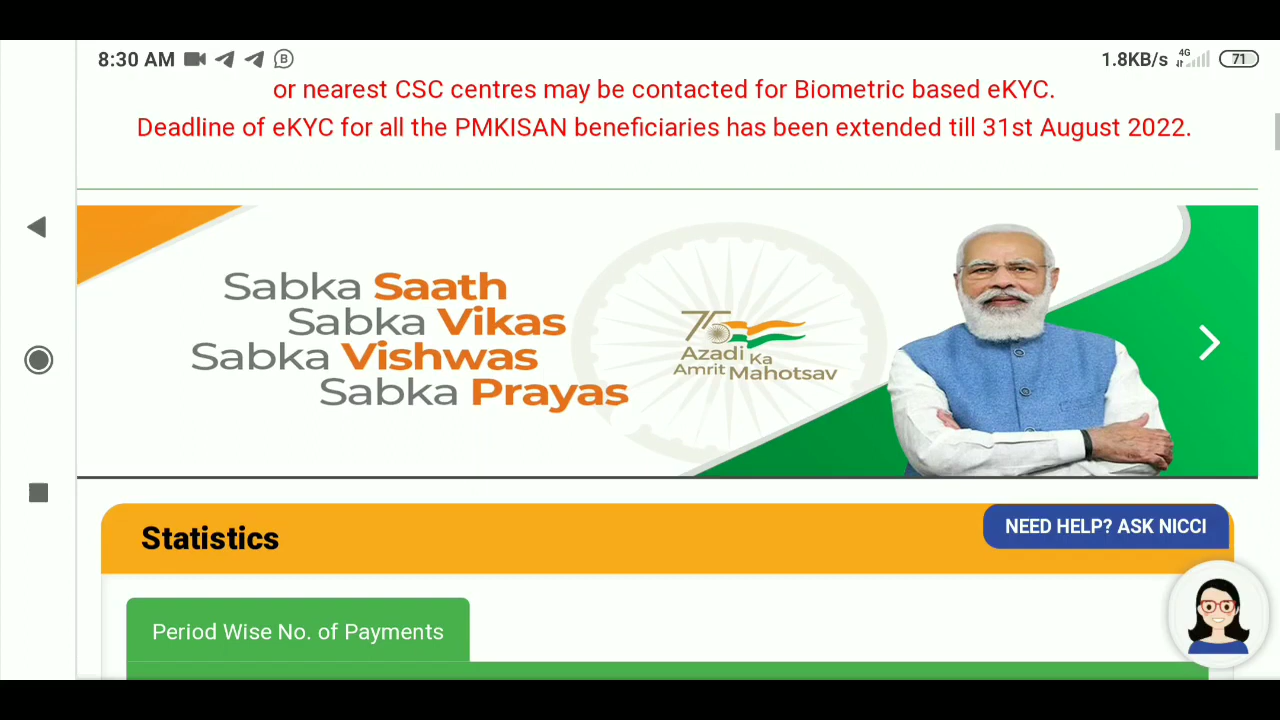 8:30 AM
1.8KB/s 4G 71
or nearest CSC centres may be contacted for Biometric based eKYC.
Deadline of eKYC for all the PMKISAN beneficiaries has been extended till 31st August 2022.
Sabka Saath
Sabka Vikas
Sabka Vishwas
Sabka Prayas
75
Azadi Ka
Amrit Mahotsav
Statistics
NEED HELP? ASK NICCI
Period Wise No. of Payments